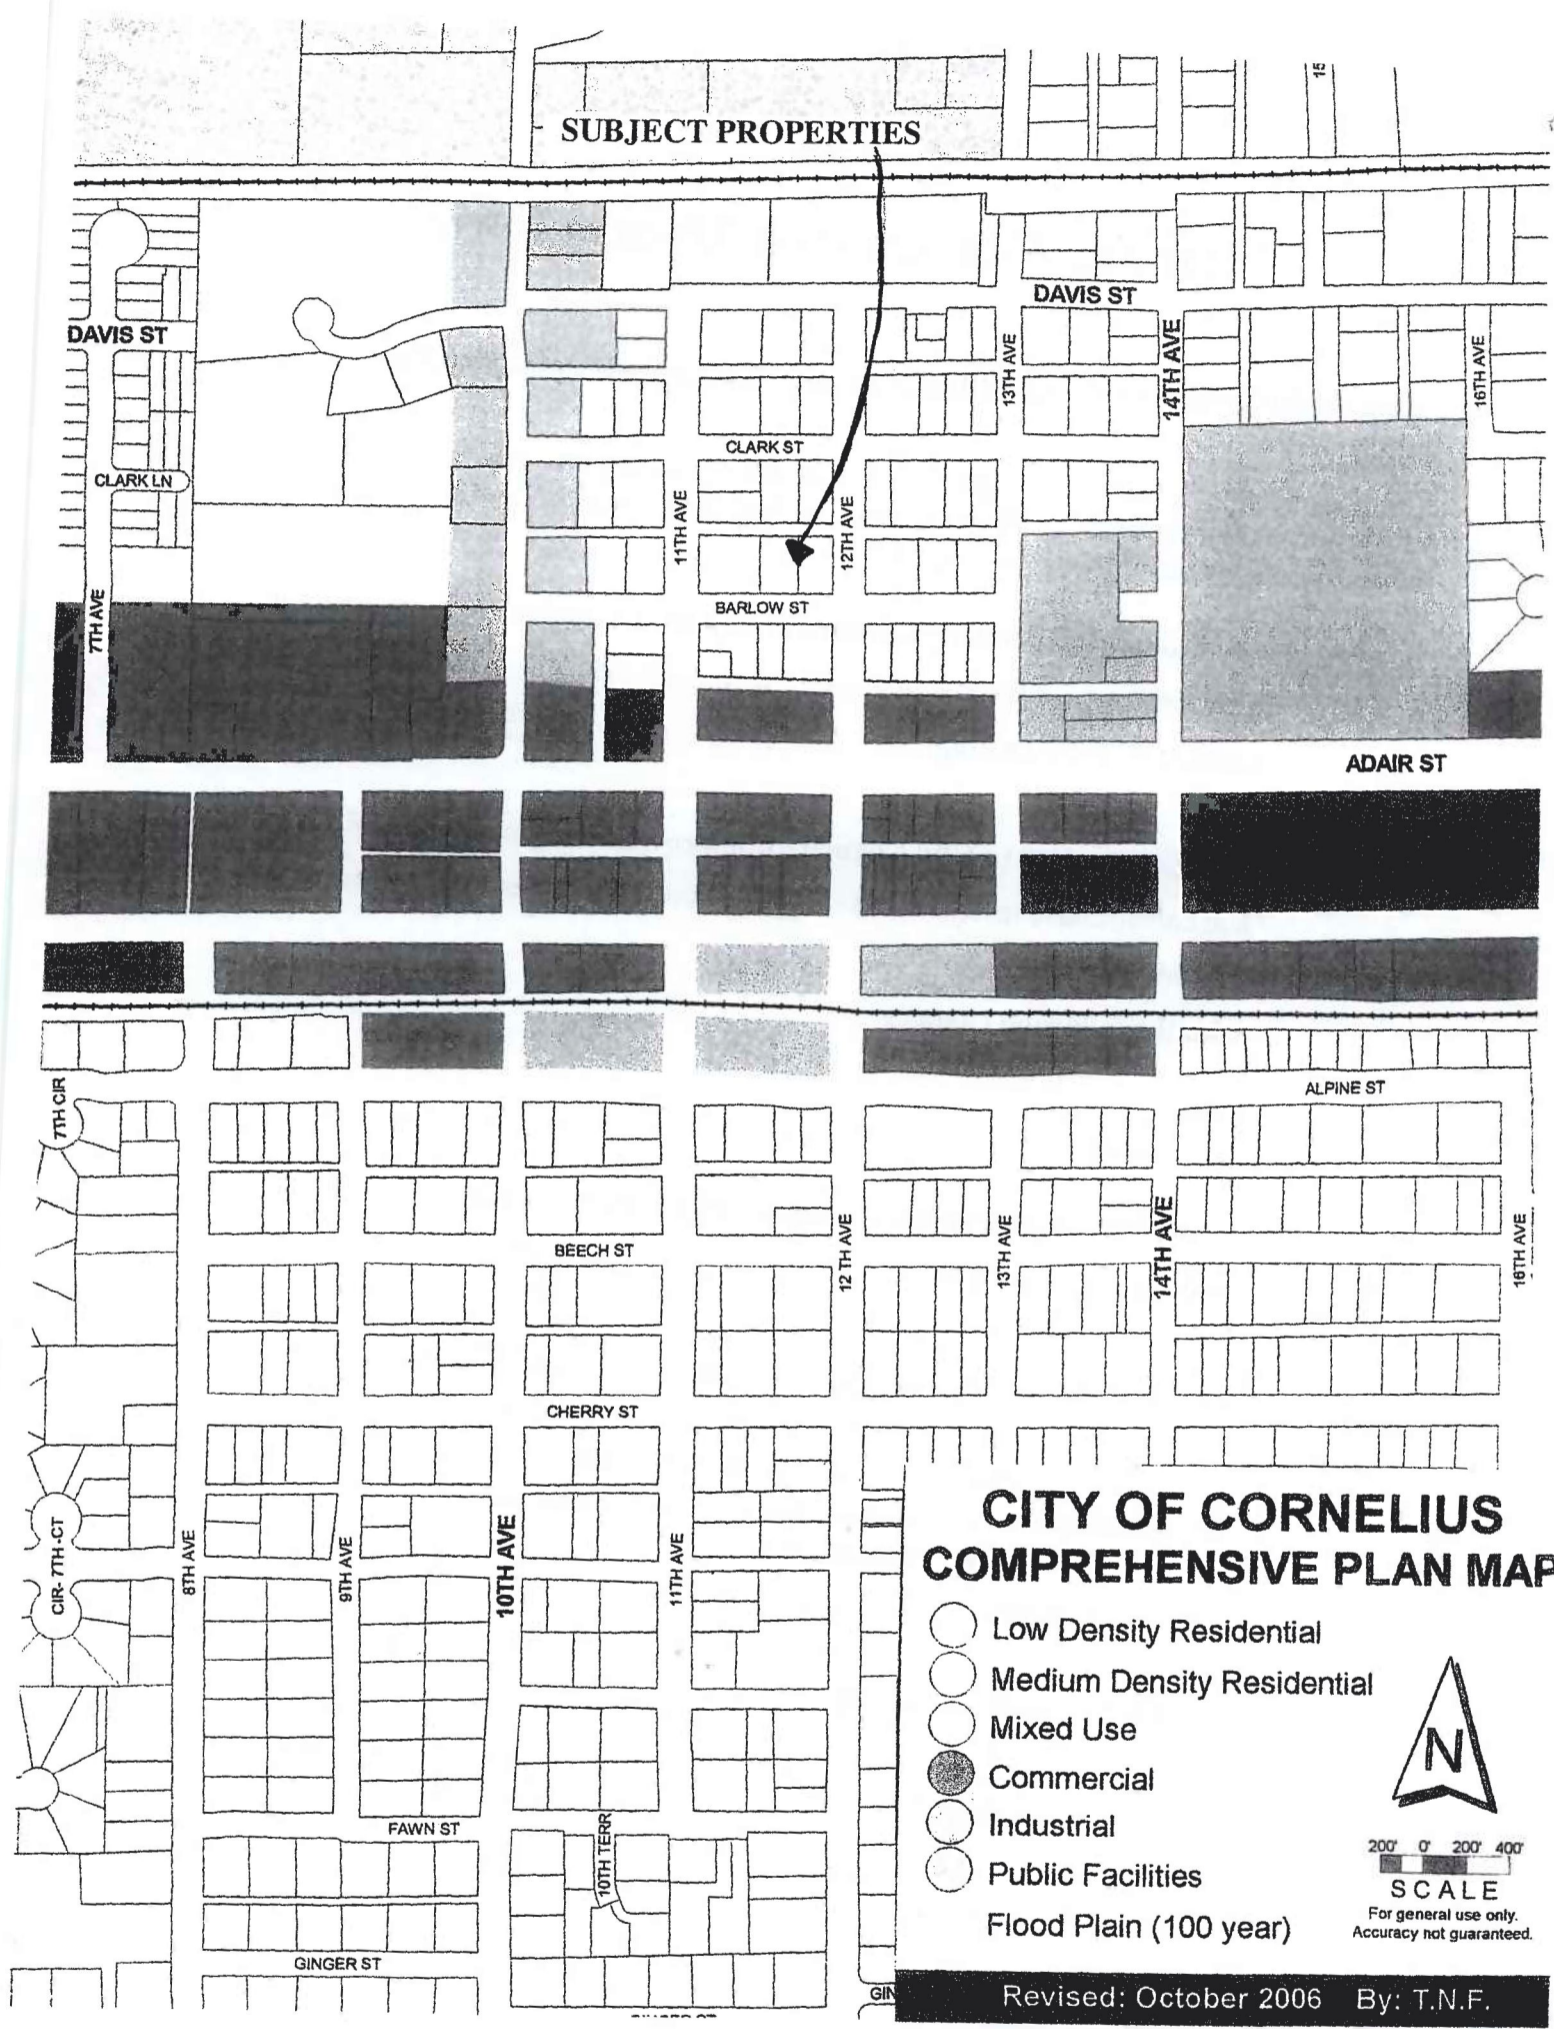 15
SUBJECT PROPERTIES
DAVIS ST
DAVIS ST
13TH AVE
14TH AVE
16TH AVE
CLARK ST
CLARK LN
11TH AVE
12TH AVE
7TH AVE
BARLOW ST
ADAIR ST
7TH CIR
ALPINE ST
BEECH ST
12 TH AVE
13TH AVE
14TH AVE
16TH AVE
CHERRY ST
CIR- 7TH-CT
8TH AVE
9TH AVE
10TH AVE
11TH AVE
FAWN ST
10TH TERR
GINGER ST
GIN
CITY OF CORNELIUS
COMPREHENSIVE PLAN MAP
Low Density Residential
Medium Density Residential
Mixed Use
Commercial
Industrial
Public Facilities
Flood Plain (100 year)
N
200' 0' 200' 400'
SCALE
For general use only.
Accuracy not guaranteed.
Revised: October 2006 By: T.N.F.